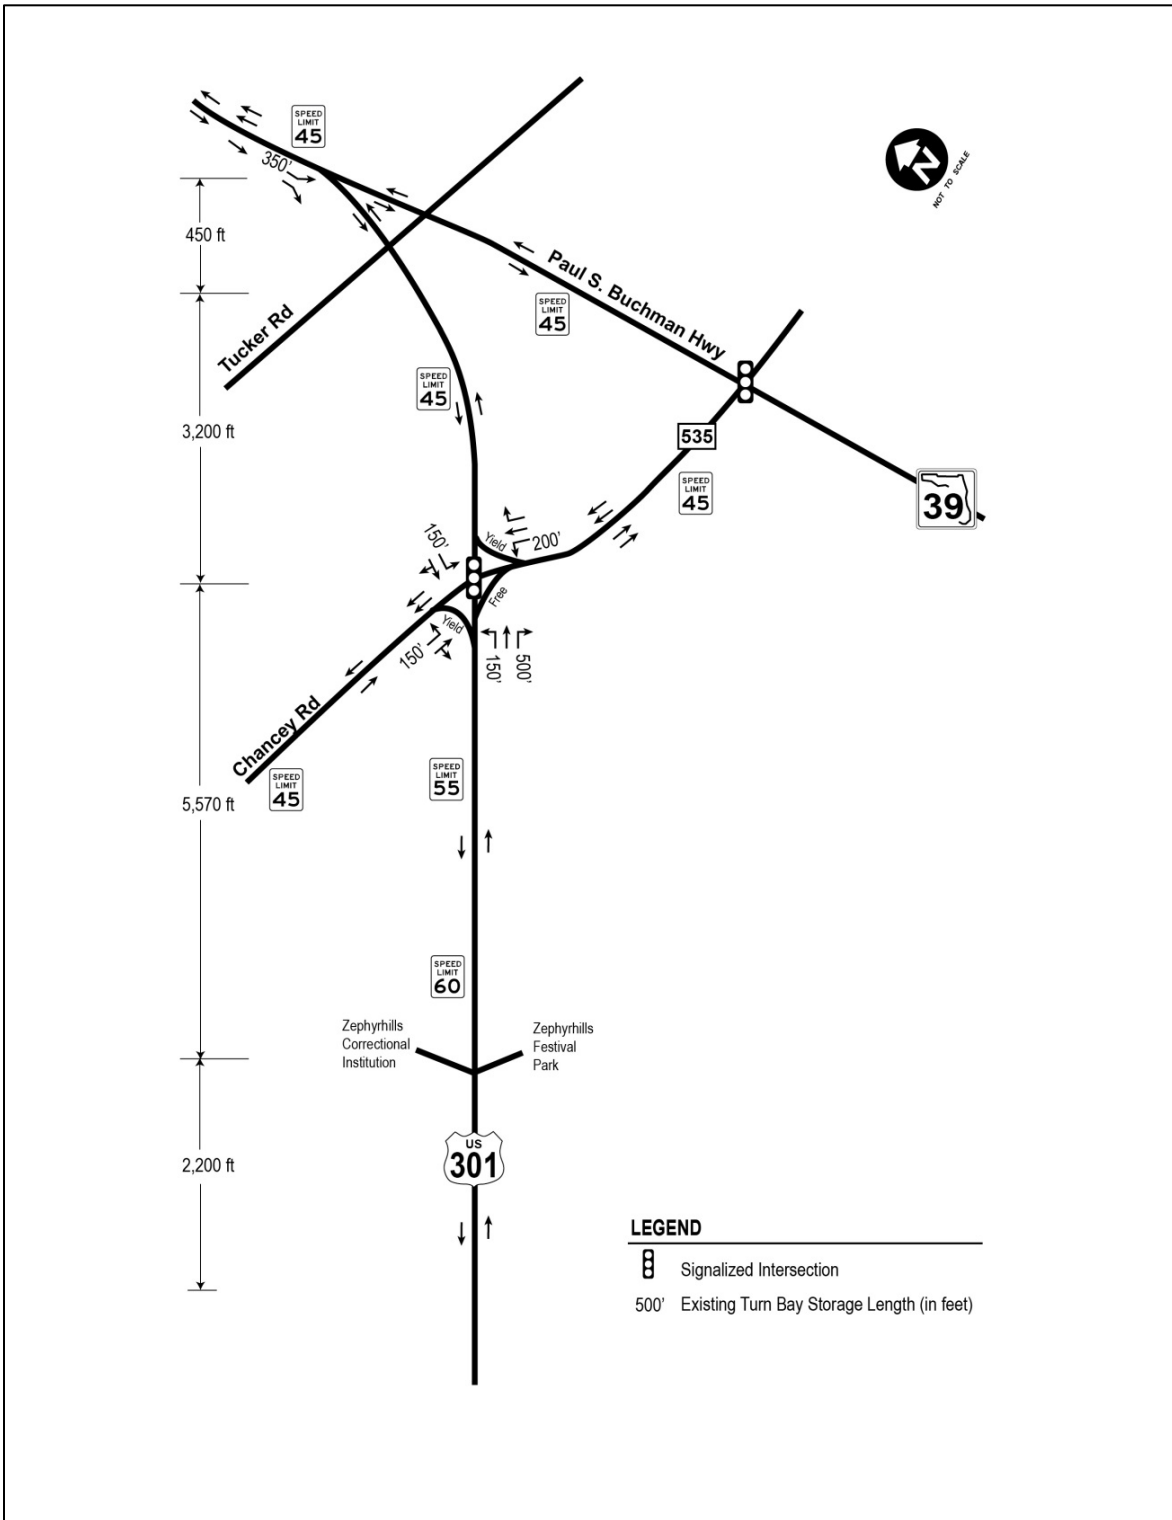 SPEED
LIMIT
45
350'
N
NOT TO SCALE
450 ft
Tucker Rd
Paul S. Buchman Hwy
SPEED
LIMIT
45
SPEED
LIMIT
45
3,200 ft
535
SPEED
LIMIT
45
39
150'
Yield
200'
Free
Yield
150'
150'
500'
Chancey Rd
SPEED
LIMIT
45
SPEED
LIMIT
55
5,570 ft
SPEED
LIMIT
60
Zephyrhills
Correctional
Institution
Zephyrhills
Festival
Park
US
301
2,200 ft
LEGEND
Signalized Intersection
500' Existing Turn Bay Storage Length (in feet)